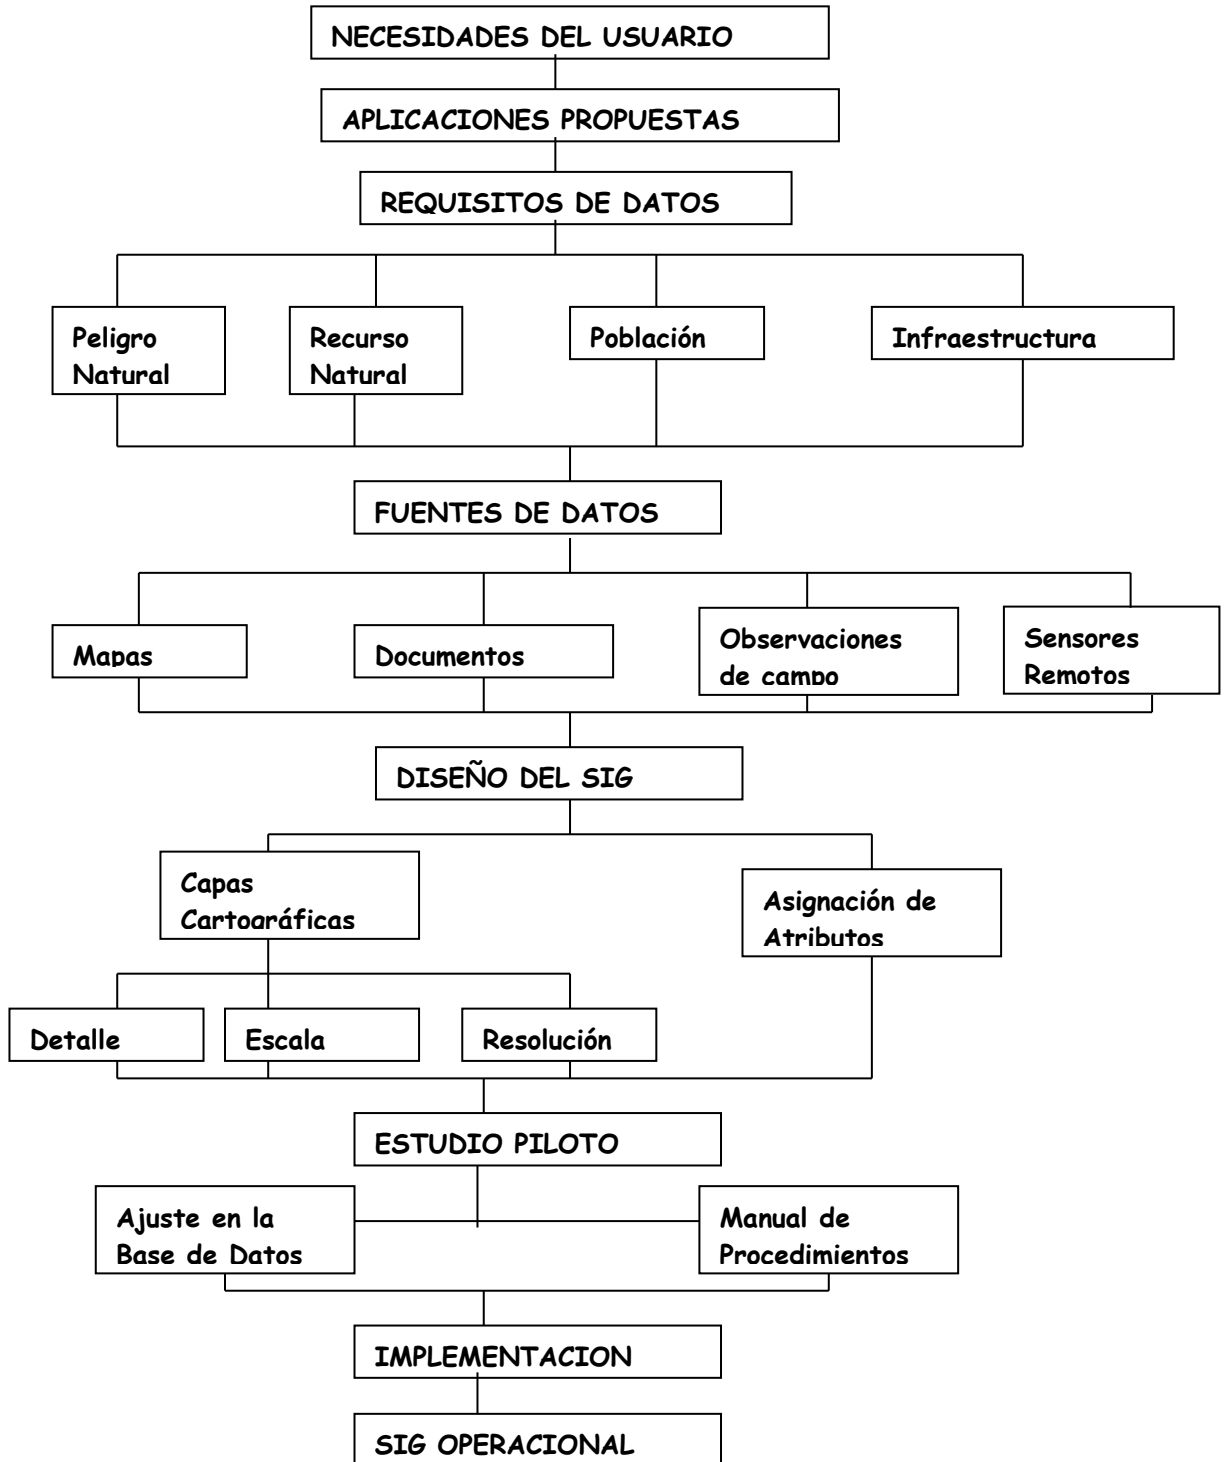 NECESIDADES DEL USUARIO
APLICACIONES PROPUESTAS
REQUISITOS DE DATOS
Peligro
Natural
Recurso
Natural
Población
Infraestructura
FUENTES DE DATOS
Mapas
Documentos
Observaciones
de campo
Sensores
Remotos
DISEÑO DEL SIG
Capas
Cartográficas
Asignación de
Atributos
Detalle
Escala
Resolución
ESTUDIO PILOTO
Ajuste en la
Base de Datos
Manual de
Procedimientos
IMPLEMENTACION
SIG OPERACIONAL